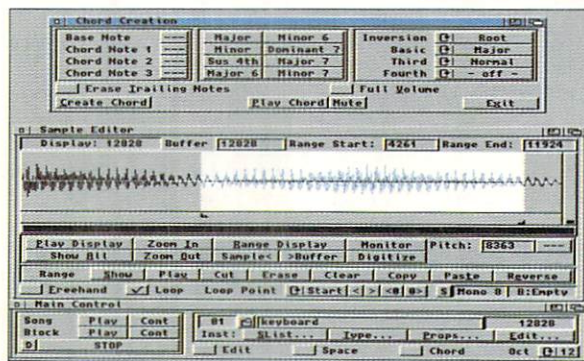 Chord Creation
Base Note --- Major Minor 6 Inversion Root
Chord Note 1 --- Minor Dominant 7 Basic Major
Chord Note 2 --- Sus 4th Major 7 Third Normal
Chord Note 3 --- Major 6 Minor 7 Fourth - off -
Erase Trailing Notes Full Volume
Create Chord Play Chord Mute Exit
Sample Editor
Display: 12828 Buffer 12828 Range Start: 4261 Range End: 11924
Play Display Zoom In Range Display Monitor Pitch: 8363 ---
Show All Zoom Out Sample< >Buffer Digitize
Range Show Play Cut Erase Clear Copy Paste Reverse
Freehand Loop Loop Point Start < > <0 0> S Mono 8 B:Empty
Main Control
Song Play Cont 01 keyboard 12828
Block Play Cont Inst: SList... Type... Props... Edit...
D STOP Edit Space Chord Oct 12